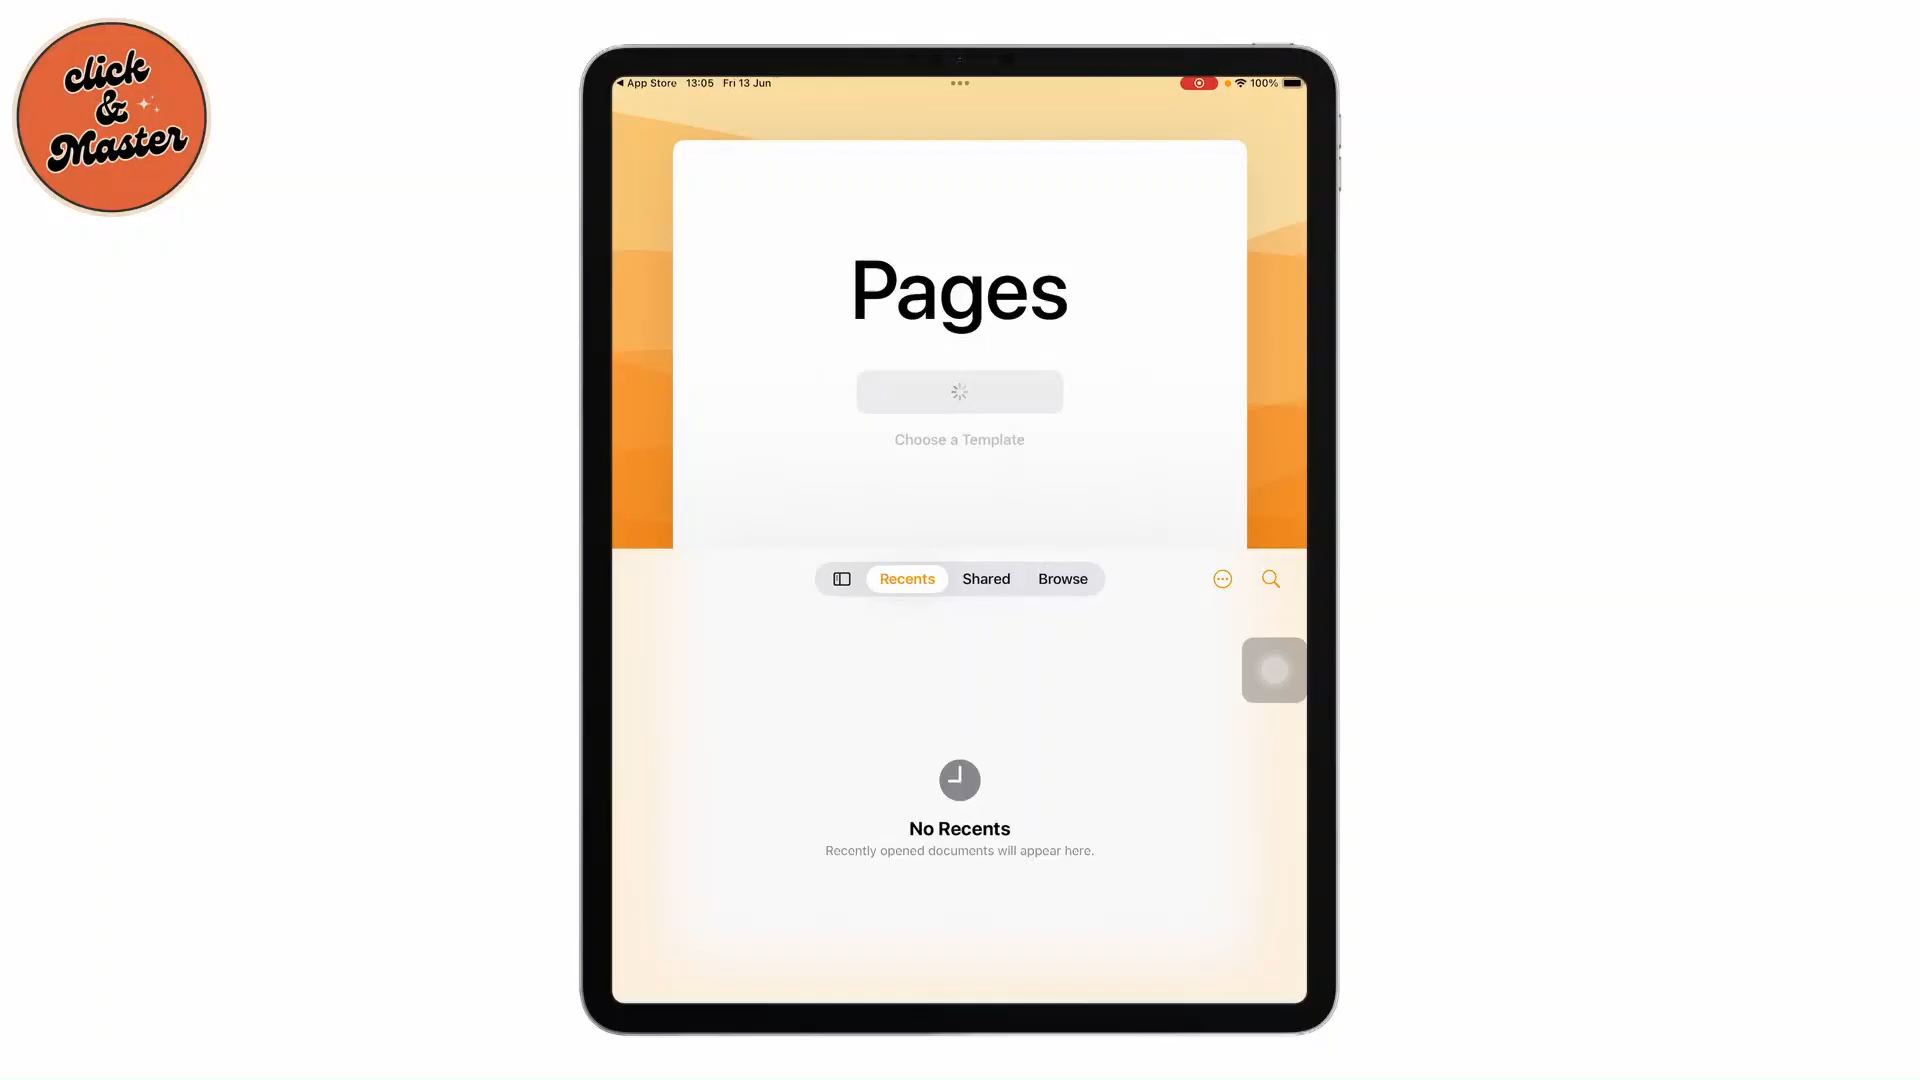 click
&
Master
App Store 13:05 Fri 13 Jun
100%
Pages
Choose a Template
Recents Shared Browse
No Recents
Recently opened documents will appear here.